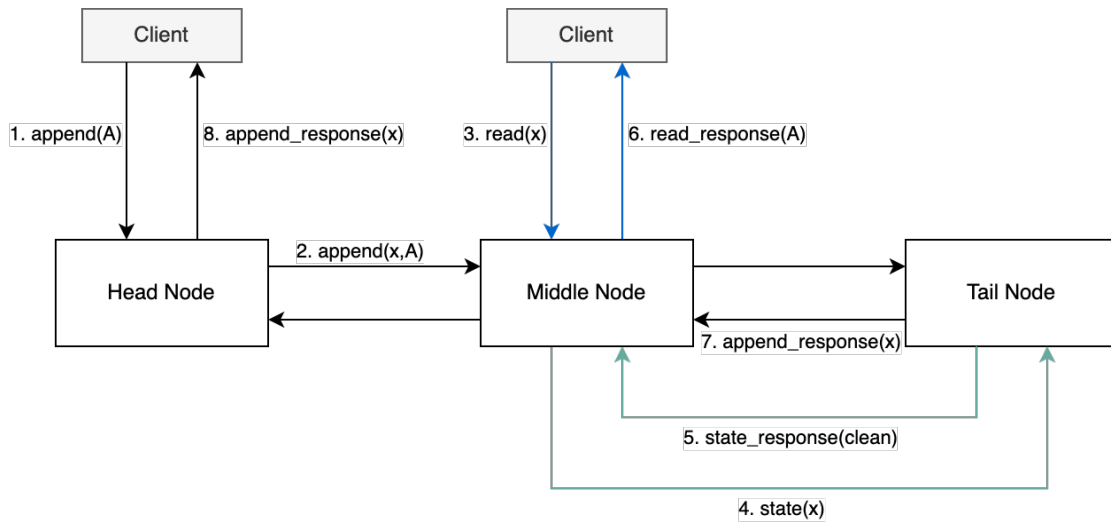 Client
Client
1. append(A)
8. append_response(x)
3. read(x)
6. read_response(A)
2. append(x,A)
Head Node
Middle Node
Tail Node
7. append_response(x)
5. state_response(clean)
4. state(x)